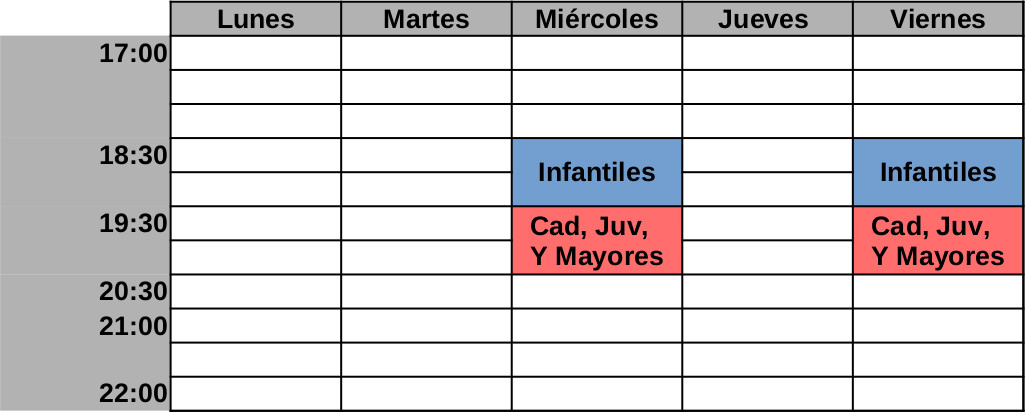 Lunes Martes Miércoles Jueves Viernes
17:00
18:30
Infantiles Infantiles
19:30
Cad, Juv, Cad, Juv,
Y Mayores Y Mayores
20:30
21:00
22:00